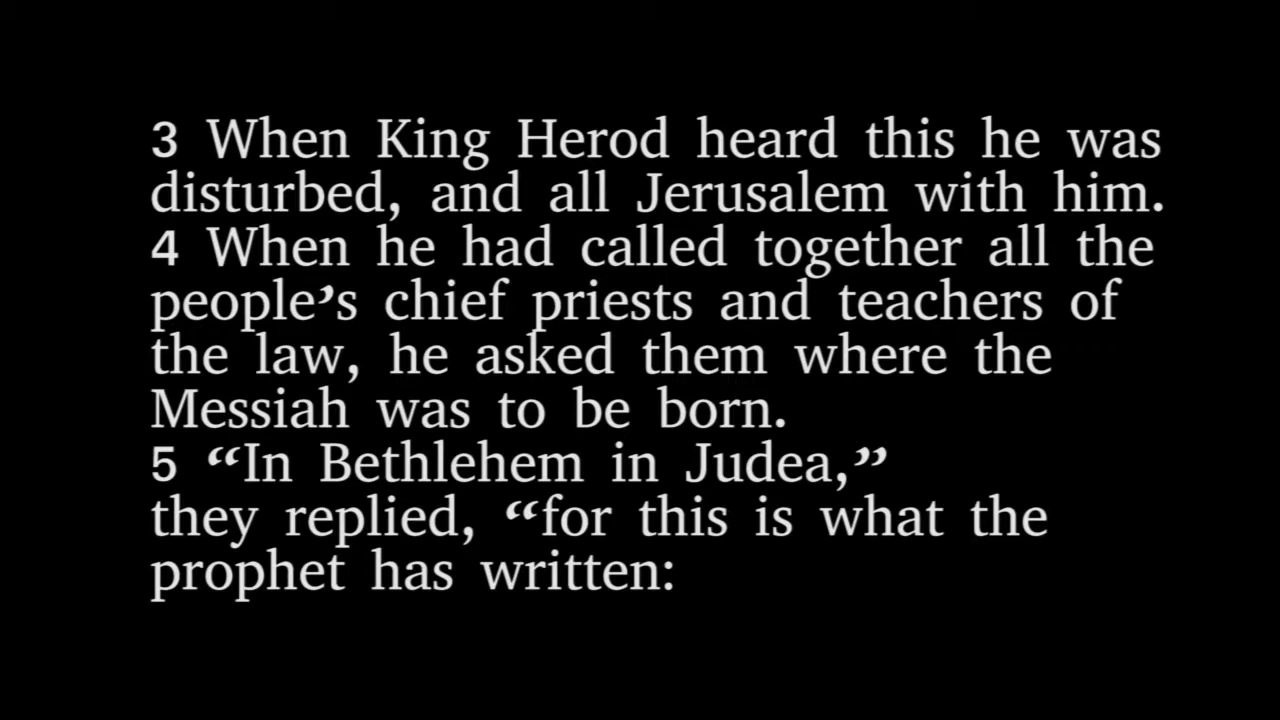 3 When King Herod heard this he was
disturbed, and all Jerusalem with him.
4 When he had called together all the
people’s chief priests and teachers of
the law, he asked them where the
Messiah was to be born.
5 “In Bethlehem in Judea,”
they replied, “for this is what the
prophet has written: